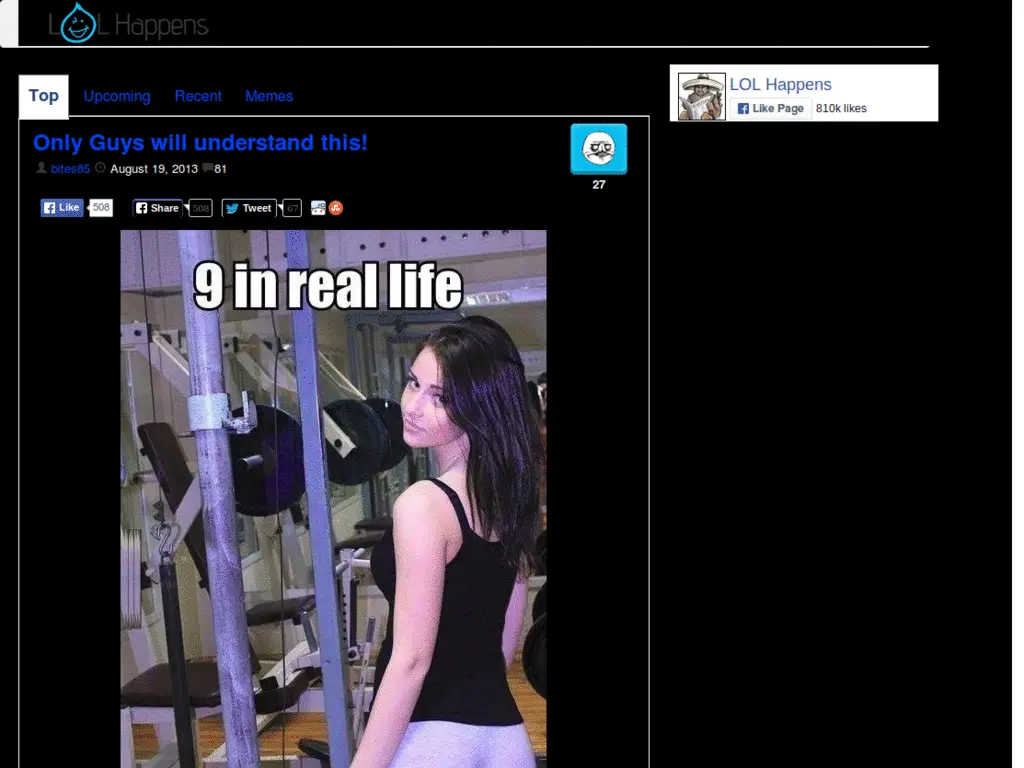 LOL Happens
LOL Happens
Like Page 810k likes
Top Upcoming Recent Memes
Only Guys will understand this!
bites85 August 19, 2013 81
27
Like 508 Share 508 Tweet 67
9 in real life